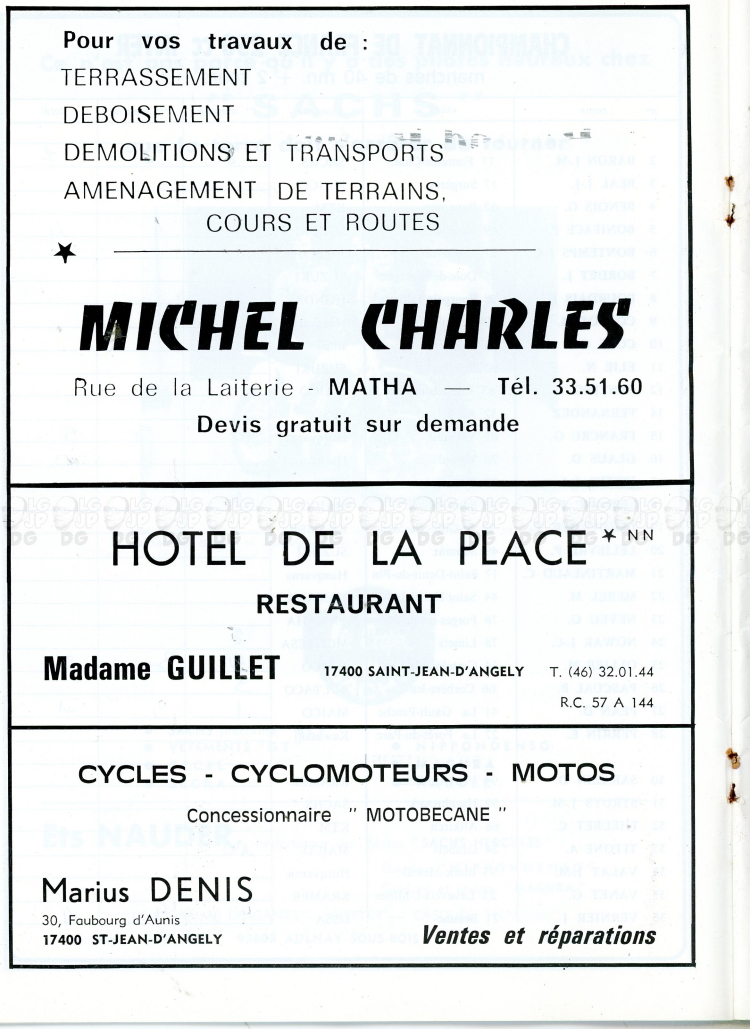 Pour vos travaux de :
TERRASSEMENT
DEBOISEMENT
DEMOLITIONS ET TRANSPORTS
AMENAGEMENT DE TERRAINS,
COURS ET ROUTES
MICHEL CHARLES
Rue de la Laiterie - MATHA — Tél. 33.51.60
Devis gratuit sur demande
HOTEL DE LA PLACE * NN
RESTAURANT
Madame GUILLET 17400 SAINT-JEAN-D'ANGELY T. (46) 32.01.44
R.C. 57 A 144
CYCLES - CYCLOMOTEURS - MOTOS
Concessionnaire " MOTOBECANE "
Marius DENIS
30, Faubourg d'Aunis
17400 ST-JEAN-D'ANGELY
Ventes et réparations